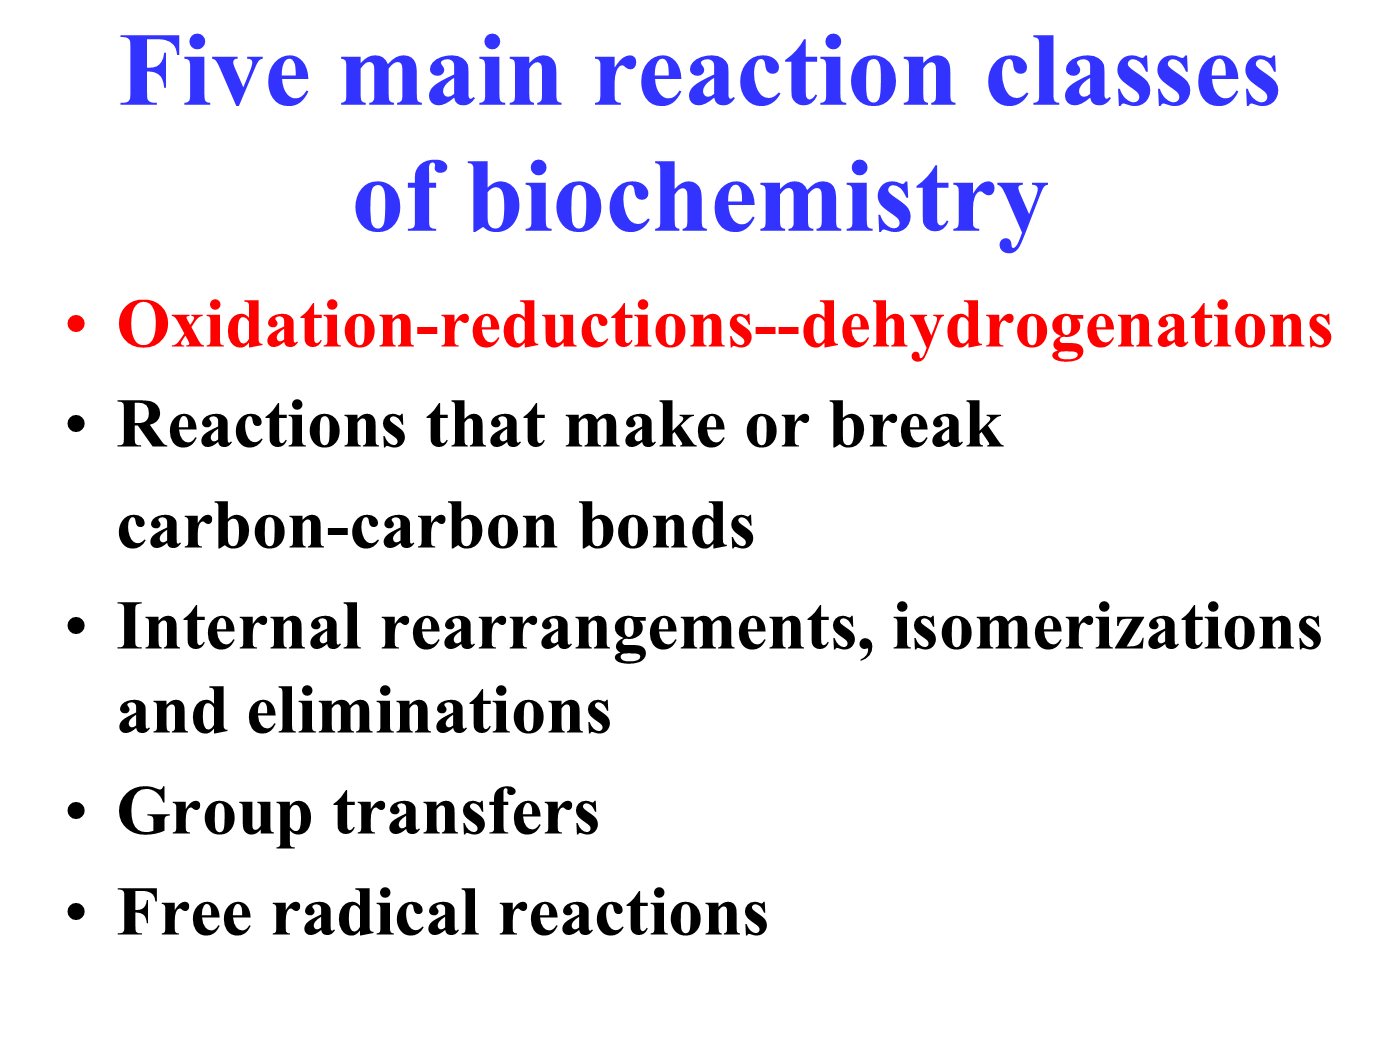 Five main reaction classes
of biochemistry
• Oxidation-reductions--dehydrogenations
• Reactions that make or break
carbon-carbon bonds
• Internal rearrangements, isomerizations
and eliminations
• Group transfers
• Free radical reactions